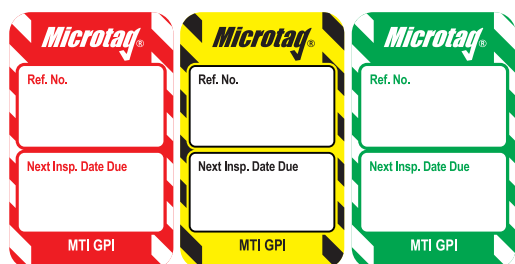 Microtag®
Ref. No.
Next Insp. Date Due
MTI GPI
Microtag®
Ref. No.
Next Insp. Date Due
MTI GPI
Microtag®
Ref. No.
Next Insp. Date Due
MTI GPI